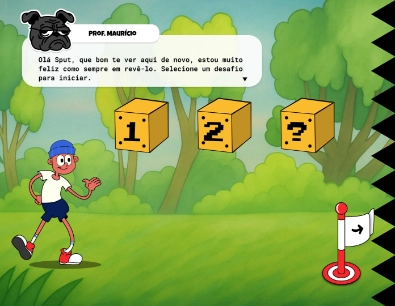 PROF. MAURÍCIO
Olá Sput, que bom te ver aqui de novo, estou muito
feliz como sempre em revê-lo. Selecione um desafio
para iniciar.
1 2 ?